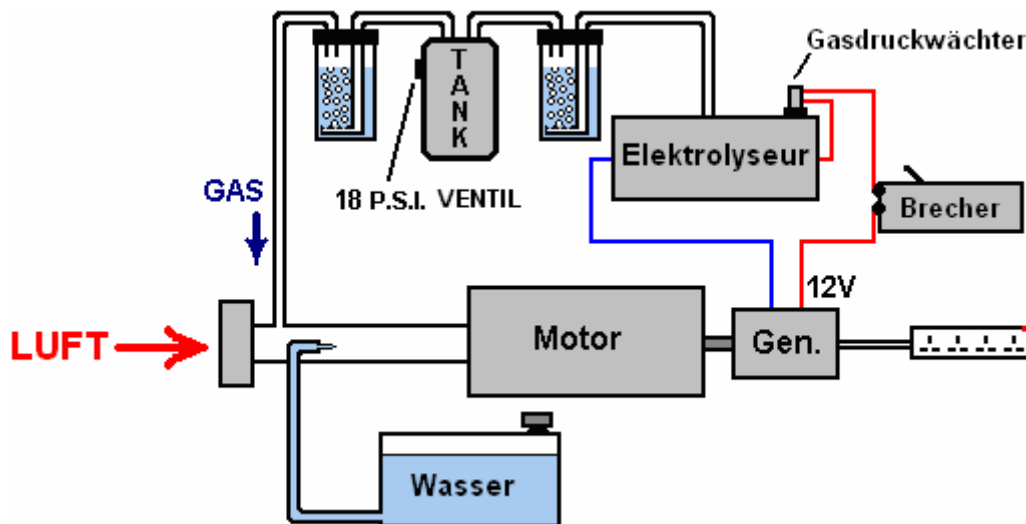 Gasdruckwächter
TANK
Elektrolyseur
GAS
18 P.S.I. VENTIL
Brecher
12V
LUFT
Motor
Gen.
Wasser